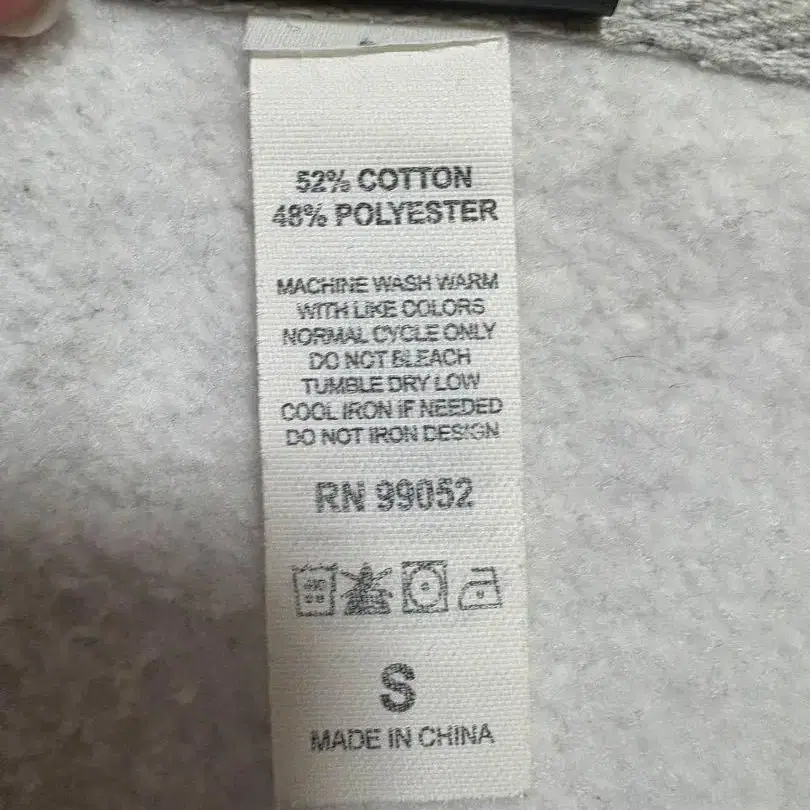 52% COTTON
48% POLYESTER
MACHINE WASH WARM
WITH LIKE COLORS
NORMAL CYCLE ONLY
DO NOT BLEACH
TUMBLE DRY LOW
COOL IRON IF NEEDED
DO NOT IRON DESIGN
RN 99052
S
MADE IN CHINA